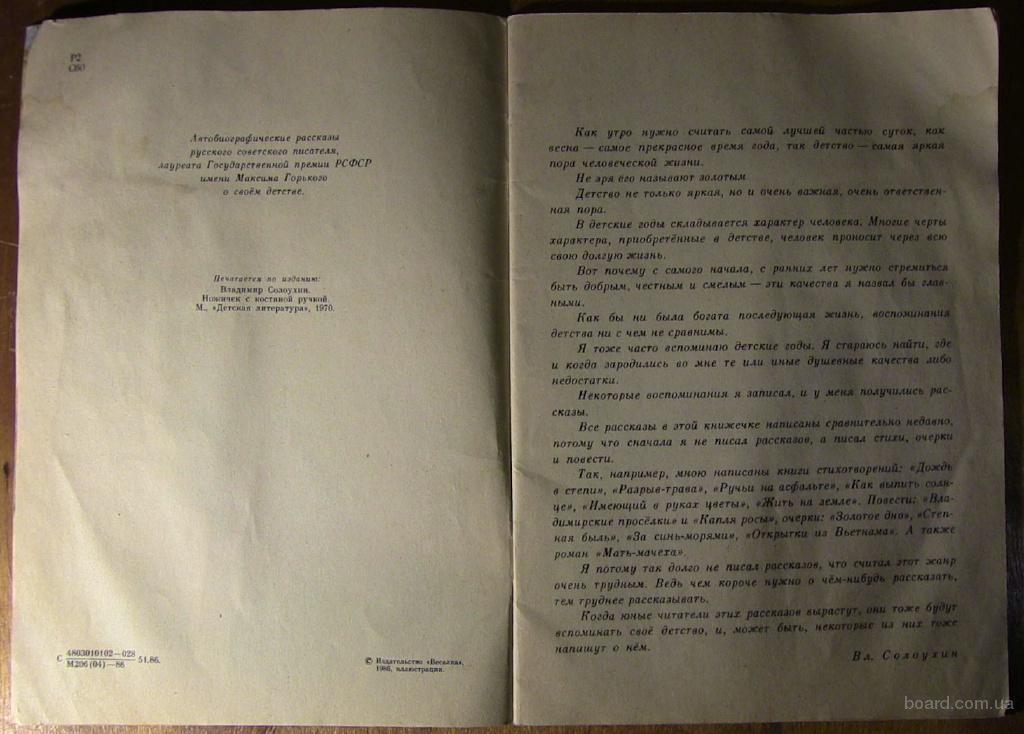 Р2
С60
Автобиографические рассказы
русского советского писателя,
лауреата Государственной премии РСФСР
имени Максима Горького
о своём детстве.
Печатается по изданию:
Владимир Солоухин.
Ножичек с костяной ручкой.
М., «Детская литература», 1970.
С 4803010102—028
М206(04)—86 51.86.
© Издательство «Веселка»,
1986, иллюстрации.
Как утро нужно считать самой лучшей частью суток, как
весна — самое прекрасное время года, так детство — самая яркая
пора человеческой жизни.
Не зря его называют золотым
Детство не только яркая, но и очень важная, очень ответствен-
ная пора.
В детские годы складывается характер человека. Многие черты
характера, приобретённые в детстве, человек проносит через всю
свою долгую жизнь.
Вот почему с самого начала, с ранних лет нужно стремиться
быть добрым, честным и смелым — эти качества я назвал бы глав-
ными.
Как бы ни была богата последующая жизнь, воспоминания
детства ни с чем не сравнимы.
Я тоже часто вспоминаю детские годы. Я стараюсь найти, где
и когда зародились во мне те или иные душевные качества либо
недостатки.
Некоторые воспоминания я записал, и у меня получились рас-
сказы.
Все рассказы в этой книжечке написаны сравнительно недавно,
потому что сначала я не писал рассказов, а писал стихи, очерки
и повести.
Так, например, мною написаны книги стихотворений: «Дождь
в степи», «Разрыв-трава», «Ручьи на асфальте», «Как выпить солн-
це», «Имеющий в руках цветы», «Жить на земле». Повести: «Вла-
димирские просёлки» и «Капля росы», очерки: «Золотое дно», «Степ-
ная быль», «За синь-морями», «Открытки из Вьетнама». А также
роман «Мать-мачеха».
Я потому так долго не писал рассказов, что считал этот жанр
очень трудным. Ведь чем короче нужно о чём-нибудь рассказать,
тем труднее рассказывать.
Когда юные читатели этих рассказов вырастут, они тоже будут
вспоминать своё детство, и, может быть, некоторые из них тоже
напишут о нём.
Вл. Солоухин
board.com.ua